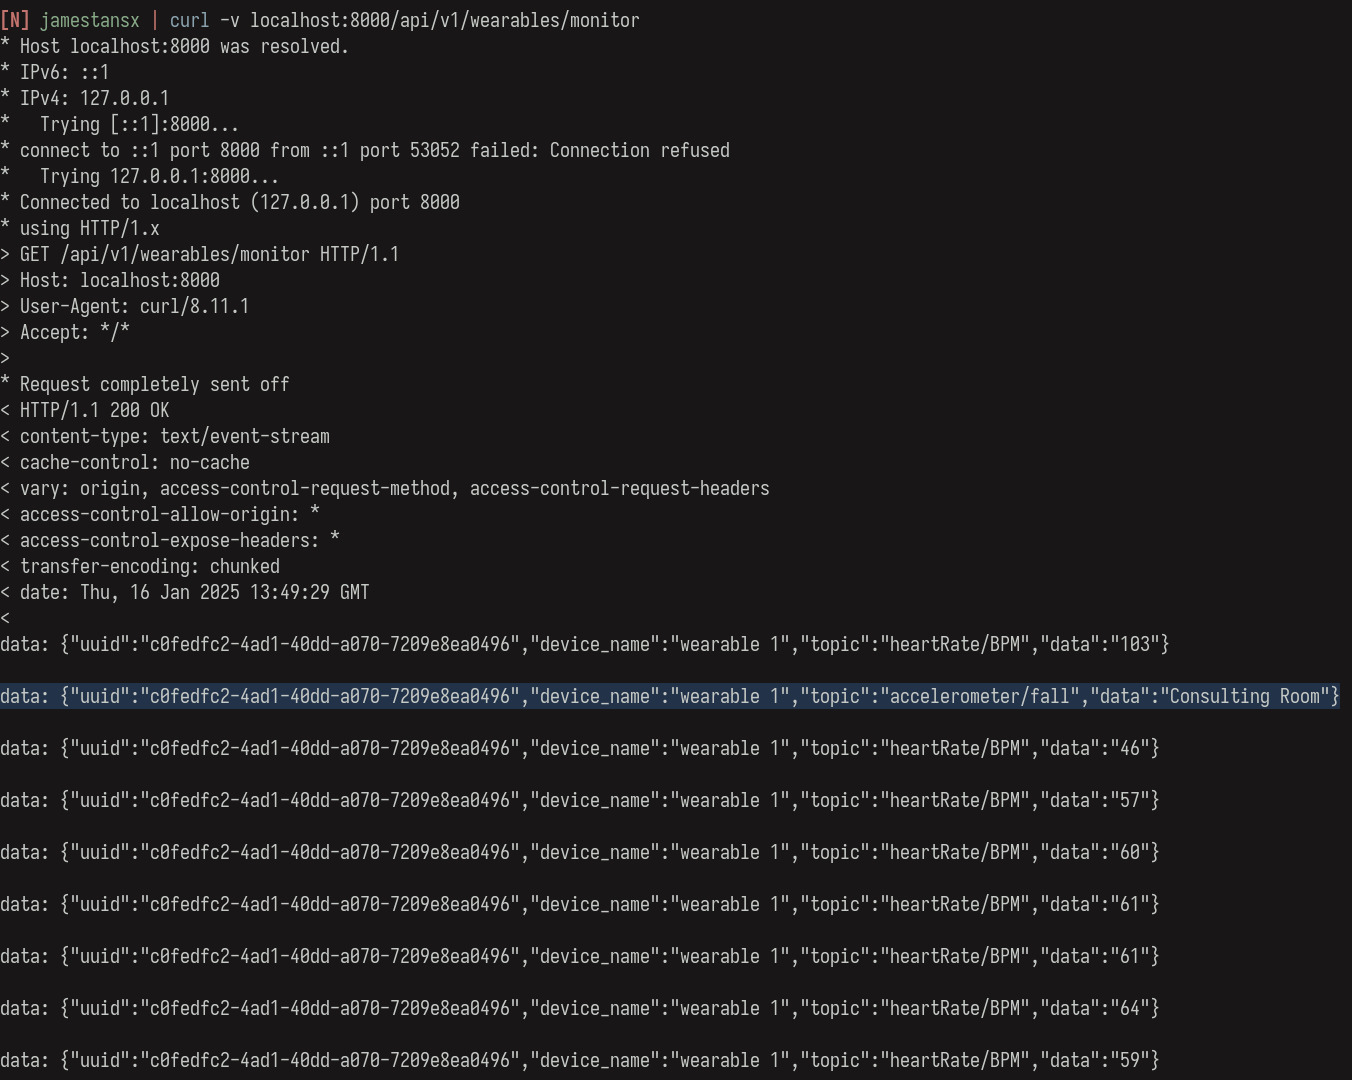 [N] jamestansx | curl -v localhost:8000/api/v1/wearables/monitor
* Host localhost:8000 was resolved.
* IPv6: ::1
* IPv4: 127.0.0.1
*   Trying [::1]:8000...
* connect to ::1 port 8000 from ::1 port 53052 failed: Connection refused
*   Trying 127.0.0.1:8000...
* Connected to localhost (127.0.0.1) port 8000
* using HTTP/1.x
> GET /api/v1/wearables/monitor HTTP/1.1
> Host: localhost:8000
> User-Agent: curl/8.11.1
> Accept: */*
>
* Request completely sent off
< HTTP/1.1 200 OK
< content-type: text/event-stream
< cache-control: no-cache
< vary: origin, access-control-request-method, access-control-request-headers
< access-control-allow-origin: *
< access-control-expose-headers: *
< transfer-encoding: chunked
< date: Thu, 16 Jan 2025 13:49:29 GMT
<
data: {"uuid":"c0fedfc2-4ad1-40dd-a070-7209e8ea0496","device_name":"wearable 1","topic":"heartRate/BPM","data":"103"}
data: {"uuid":"c0fedfc2-4ad1-40dd-a070-7209e8ea0496","device_name":"wearable 1","topic":"accelerometer/fall","data":"Consulting Room"}
data: {"uuid":"c0fedfc2-4ad1-40dd-a070-7209e8ea0496","device_name":"wearable 1","topic":"heartRate/BPM","data":"46"}
data: {"uuid":"c0fedfc2-4ad1-40dd-a070-7209e8ea0496","device_name":"wearable 1","topic":"heartRate/BPM","data":"57"}
data: {"uuid":"c0fedfc2-4ad1-40dd-a070-7209e8ea0496","device_name":"wearable 1","topic":"heartRate/BPM","data":"60"}
data: {"uuid":"c0fedfc2-4ad1-40dd-a070-7209e8ea0496","device_name":"wearable 1","topic":"heartRate/BPM","data":"61"}
data: {"uuid":"c0fedfc2-4ad1-40dd-a070-7209e8ea0496","device_name":"wearable 1","topic":"heartRate/BPM","data":"61"}
data: {"uuid":"c0fedfc2-4ad1-40dd-a070-7209e8ea0496","device_name":"wearable 1","topic":"heartRate/BPM","data":"64"}
data: {"uuid":"c0fedfc2-4ad1-40dd-a070-7209e8ea0496","device_name":"wearable 1","topic":"heartRate/BPM","data":"59"}